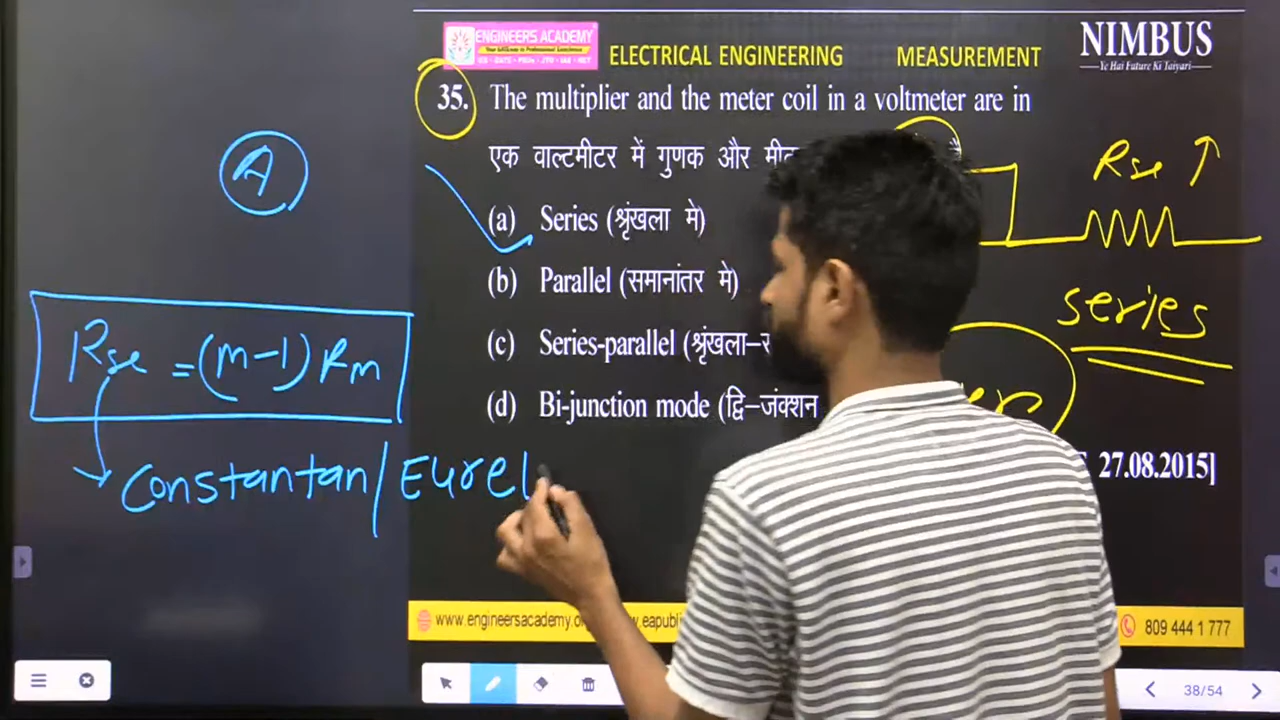 ENGINEERS ACADEMY
ELECTRICAL ENGINEERING MEASUREMENT
NIMBUS
Ye Hai Future Ki Taiyari
35. The multiplier and the meter coil in a voltmeter are in
एक वाल्टमीटर में गुणक और
(a) Series (श्रृंखला मे)
(b) Parallel (समानांतर मे)
(c) Series-parallel (श्रृंखला-
(d) Bi-junction mode (द्वि-जंक्शन
27.08.2015]
A
Rse = (m-1) Rm
Constantan/Eure
Rse ↑
series
www.engineersacademy.o
809 444 1 777
38/54